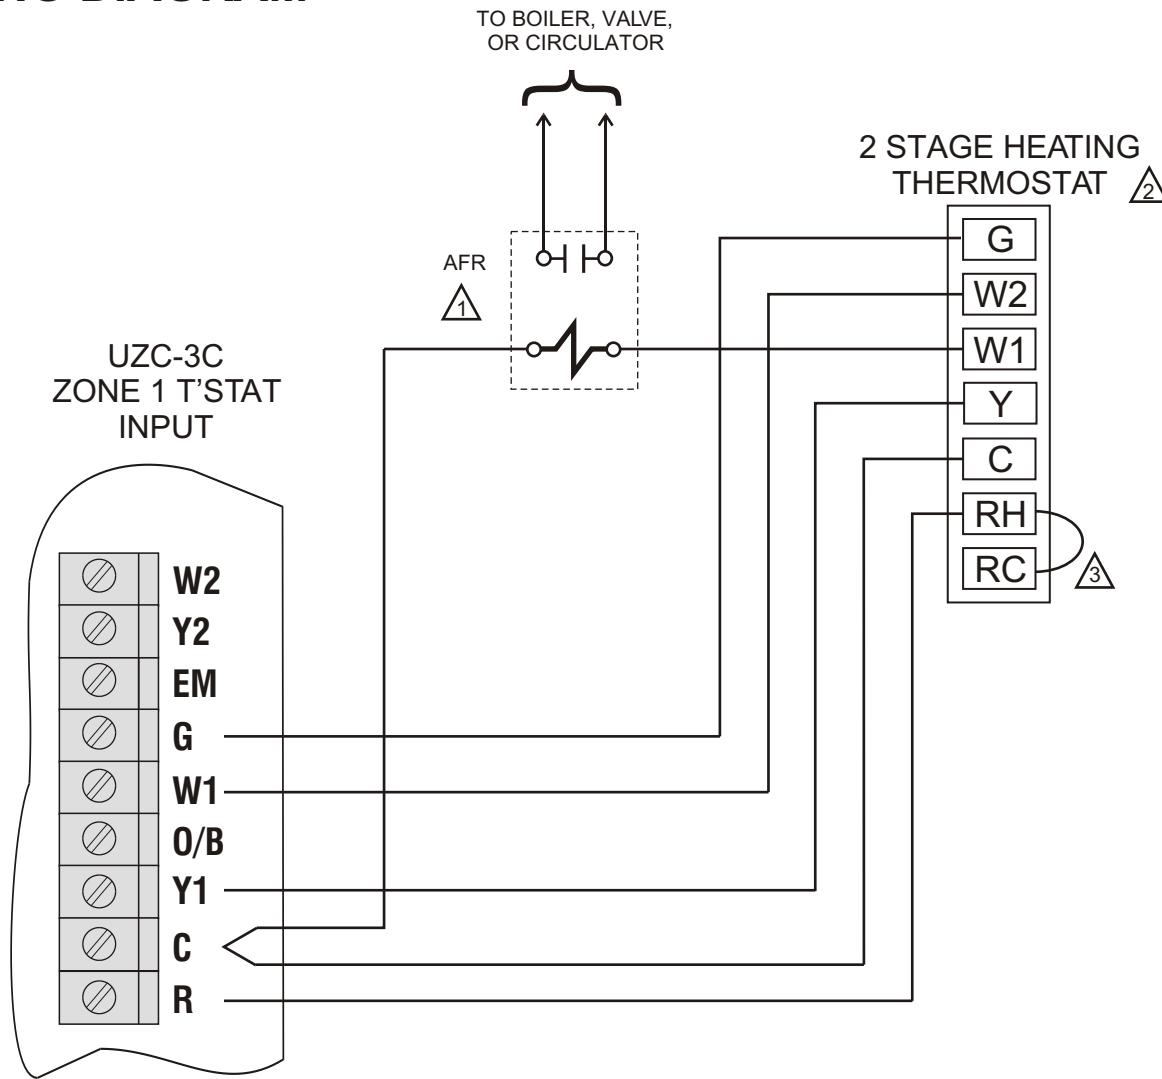 TO BOILER, VALVE,
OR CIRCULATOR
2 STAGE HEATING
THERMOSTAT 2
G
W2
W1
Y
C
RH
RC
3
AFR
1
UZC-3C
ZONE 1 T'STAT
INPUT
W2
Y2
EM
G
W1
O/B
Y1
C
R